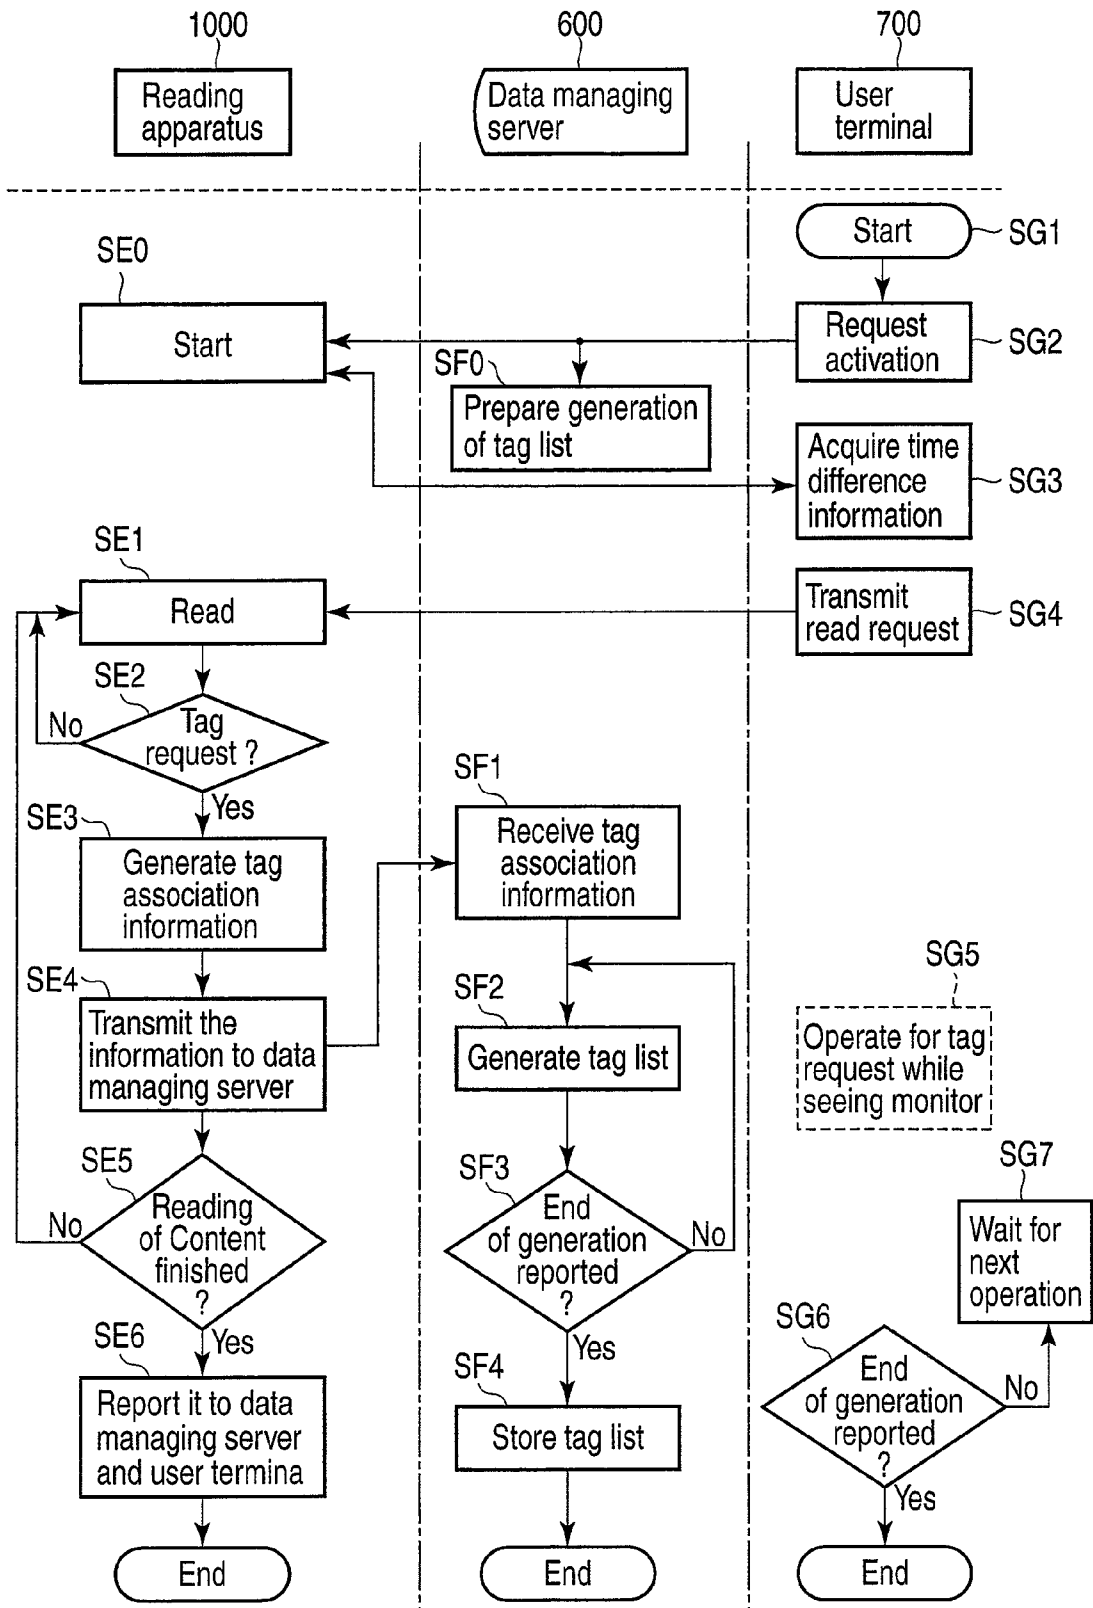 1000
600
700
Reading
apparatus
Data managing
server
User
terminal
Start
SG1
SE0
Start
Request
activation
SG2
SF0
Prepare generation
of tag list
Acquire time
difference
information
SG3
SE1
Read
Transmit
read request
SG4
SE2
Tag
request ?
No
Yes
SE3
Generate tag
association
information
SF1
Receive tag
association
information
SE4
Transmit the
information to data
managing server
SF2
Generate tag list
SG5
Operate for tag
request while
seeing monitor
SE5
Reading
of Content
finished
?
No
Yes
SF3
End
of generation
reported
?
No
Yes
SG7
Wait for
next
operation
SG6
End
of generation
reported
?
No
Yes
SE6
Report it to data
managing server
and user termina
SF4
Store tag list
End
End
End